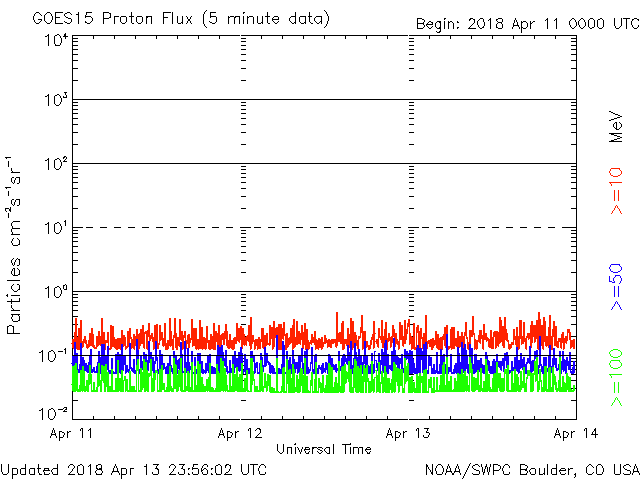 GOES15 Proton Flux (5 minute data)
Begin: 2018 Apr 11 0000 UTC
10⁴
10³
10²
10¹
10⁰
10⁻¹
10⁻²
Particles cm⁻²s⁻¹sr⁻¹
MeV
>=10
>=50
>=100
Apr 11
Apr 12
Apr 13
Apr 14
Universal Time
Updated 2018 Apr 13 23:56:02 UTC
NOAA/SWPC Boulder, CO USA